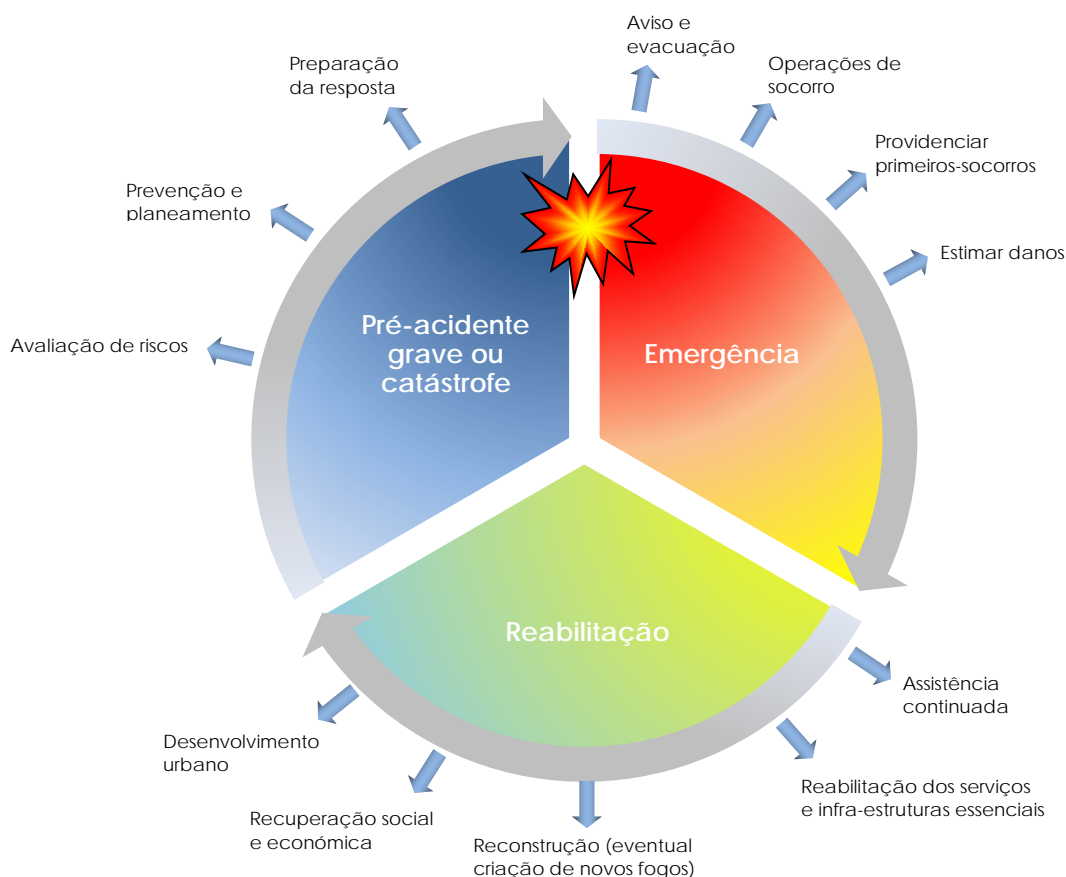 Aviso e
evacuação
Preparação
da resposta
Operações de
socorro
Providenciar
primeiros-socorros
Prevenção e
planeamento
Estimar danos
Pré-acidente
grave ou
catástrofe
Emergência
Avaliação de riscos
Reabilitação
Assistência
continuada
Desenvolvimento
urbano
Reabilitação dos serviços
e infra-estruturas essenciais
Recuperação social
e económica
Reconstrução (eventual
criação de novos fogos)